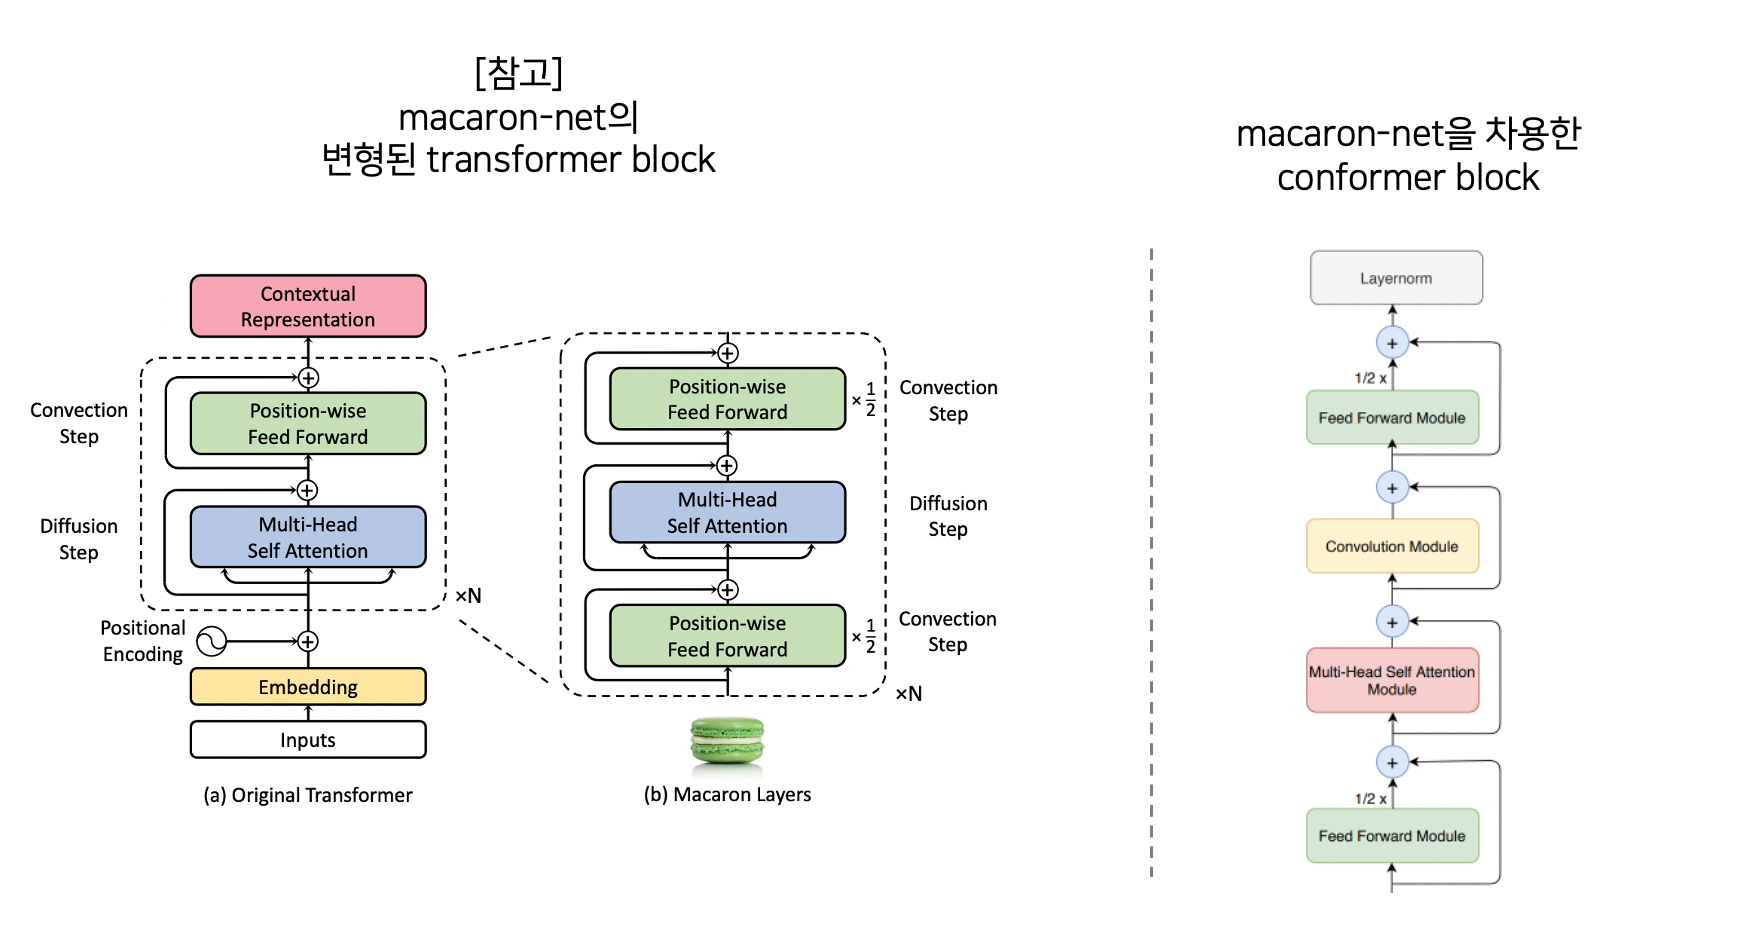 [참고]
macaron-net의
변형된 transformer block
Contextual
Representation
Convection
Step
Position-wise
Feed Forward
Diffusion
Step
Multi-Head
Self Attention
×N
Positional
Encoding
Embedding
Inputs
(a) Original Transformer
Position-wise
Feed Forward
× 1/2
Convection
Step
Multi-Head
Self Attention
Diffusion
Step
Position-wise
Feed Forward
× 1/2
Convection
Step
×N
(b) Macaron Layers
macaron-net을 차용한
conformer block
Layernorm
1/2 x
Feed Forward Module
Convolution Module
Multi-Head Self Attention
Module
1/2 x
Feed Forward Module